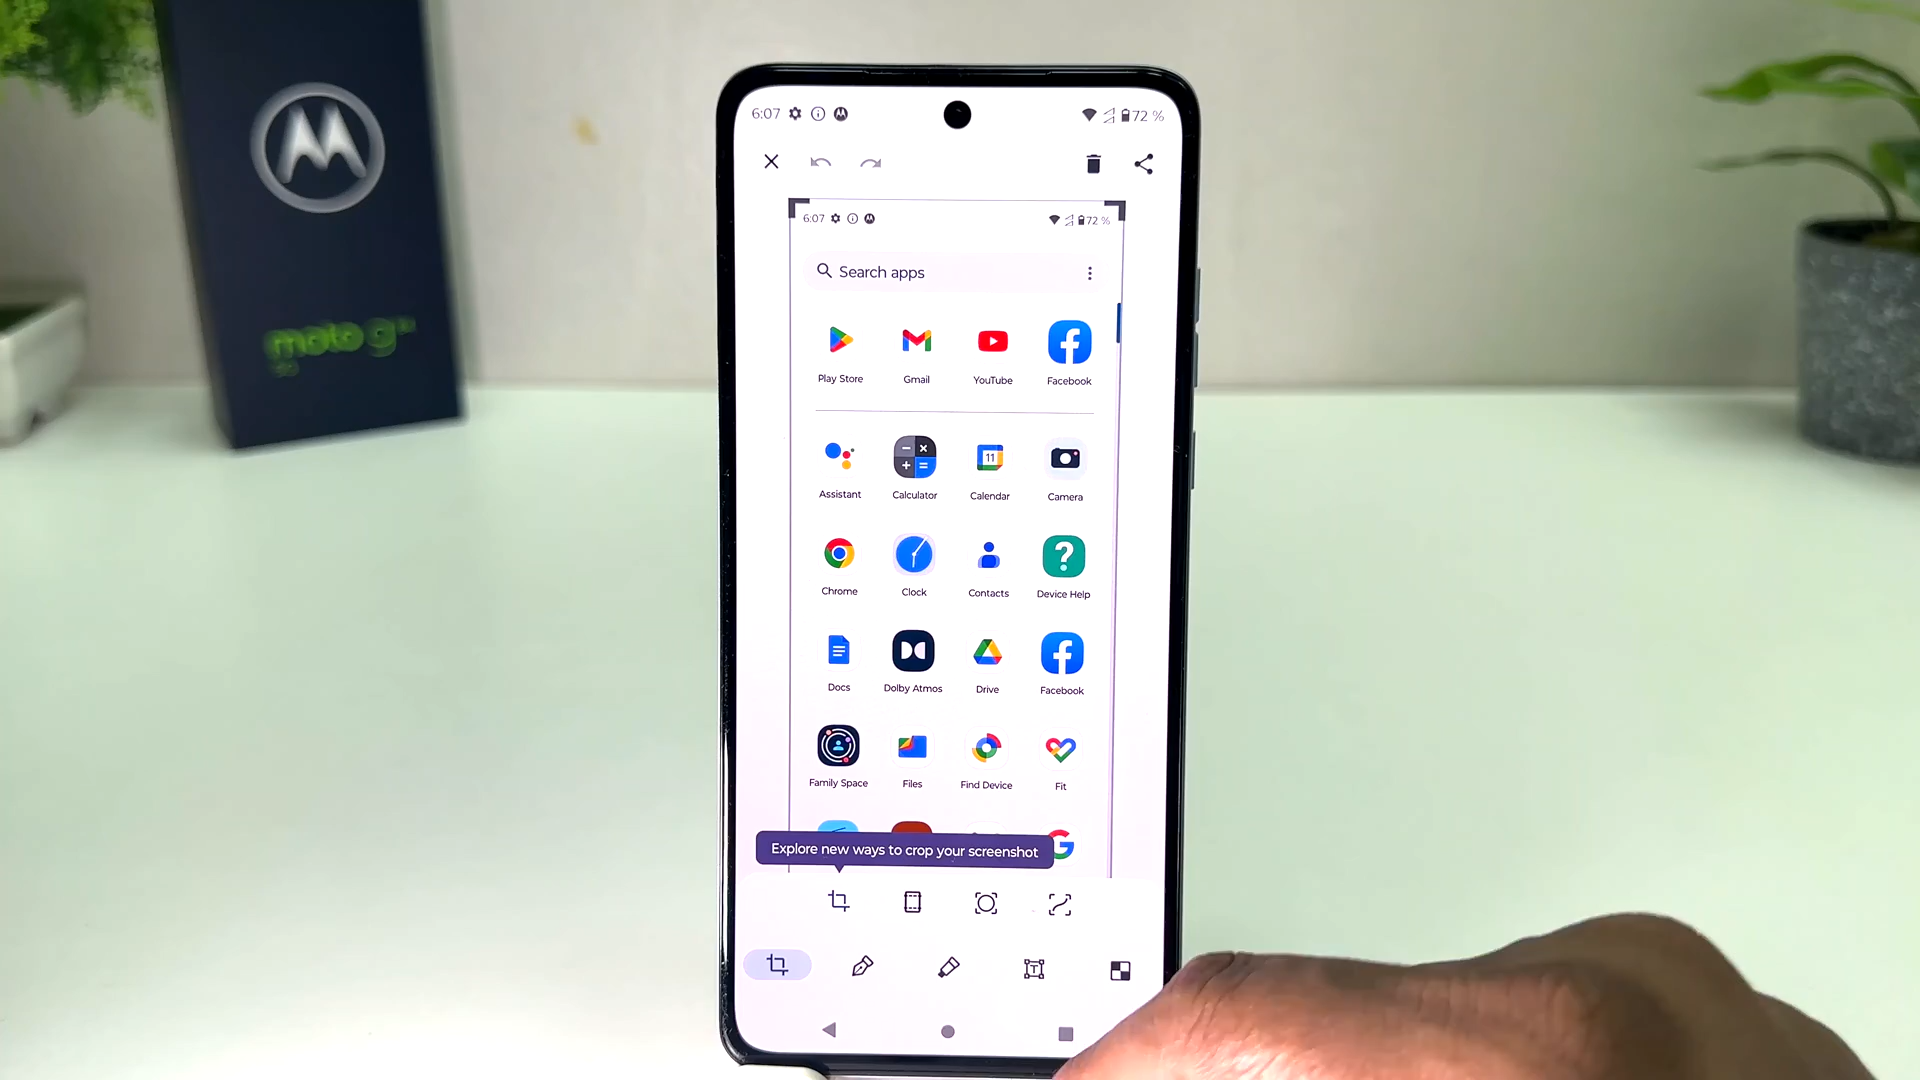 moto g
6:07
72 %
6:07
72 %
Search apps
Play Store Gmail YouTube Facebook
11
Assistant Calculator Calendar Camera
Chrome Clock Contacts Device Help
Docs Dolby Atmos Drive Facebook
Family Space Files Find Device Fit
Explore new ways to crop your screenshot